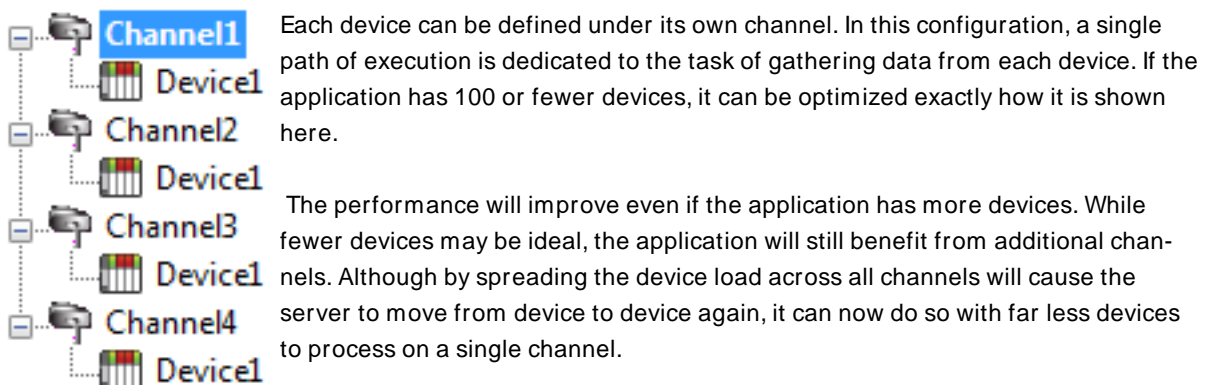 Channel1
Device1
Channel2
Device1
Channel3
Device1
Channel4
Device1
Each device can be defined under its own channel. In this configuration, a single
path of execution is dedicated to the task of gathering data from each device. If the
application has 100 or fewer devices, it can be optimized exactly how it is shown
here.
The performance will improve even if the application has more devices. While
fewer devices may be ideal, the application will still benefit from additional chan-
nels. Although by spreading the device load across all channels will cause the
server to move from device to device again, it can now do so with far less devices
to process on a single channel.